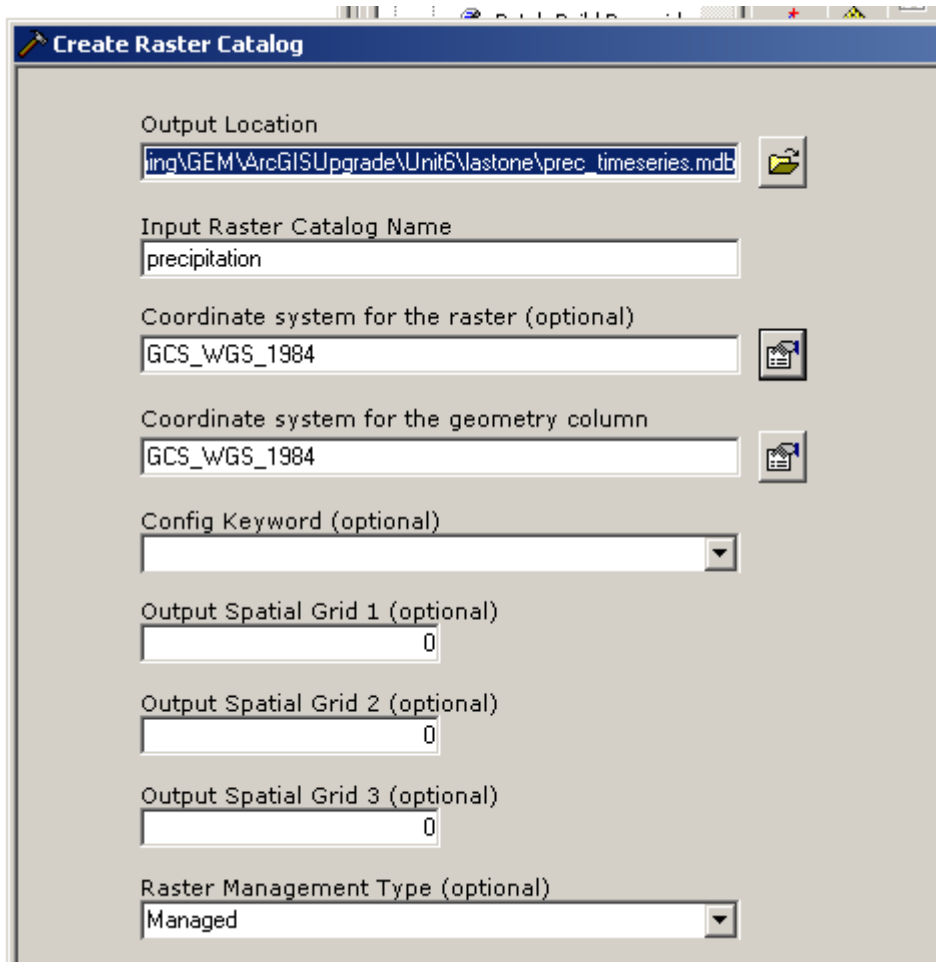 Create Raster Catalog
Output Location
ing\GEM\ArcGISUpgrade\Unit6\lastone\prec_timeseries.mdb
Input Raster Catalog Name
precipitation
Coordinate system for the raster (optional)
GCS_WGS_1984
Coordinate system for the geometry column
GCS_WGS_1984
Config Keyword (optional)
Output Spatial Grid 1 (optional)
0
Output Spatial Grid 2 (optional)
0
Output Spatial Grid 3 (optional)
0
Raster Management Type (optional)
Managed